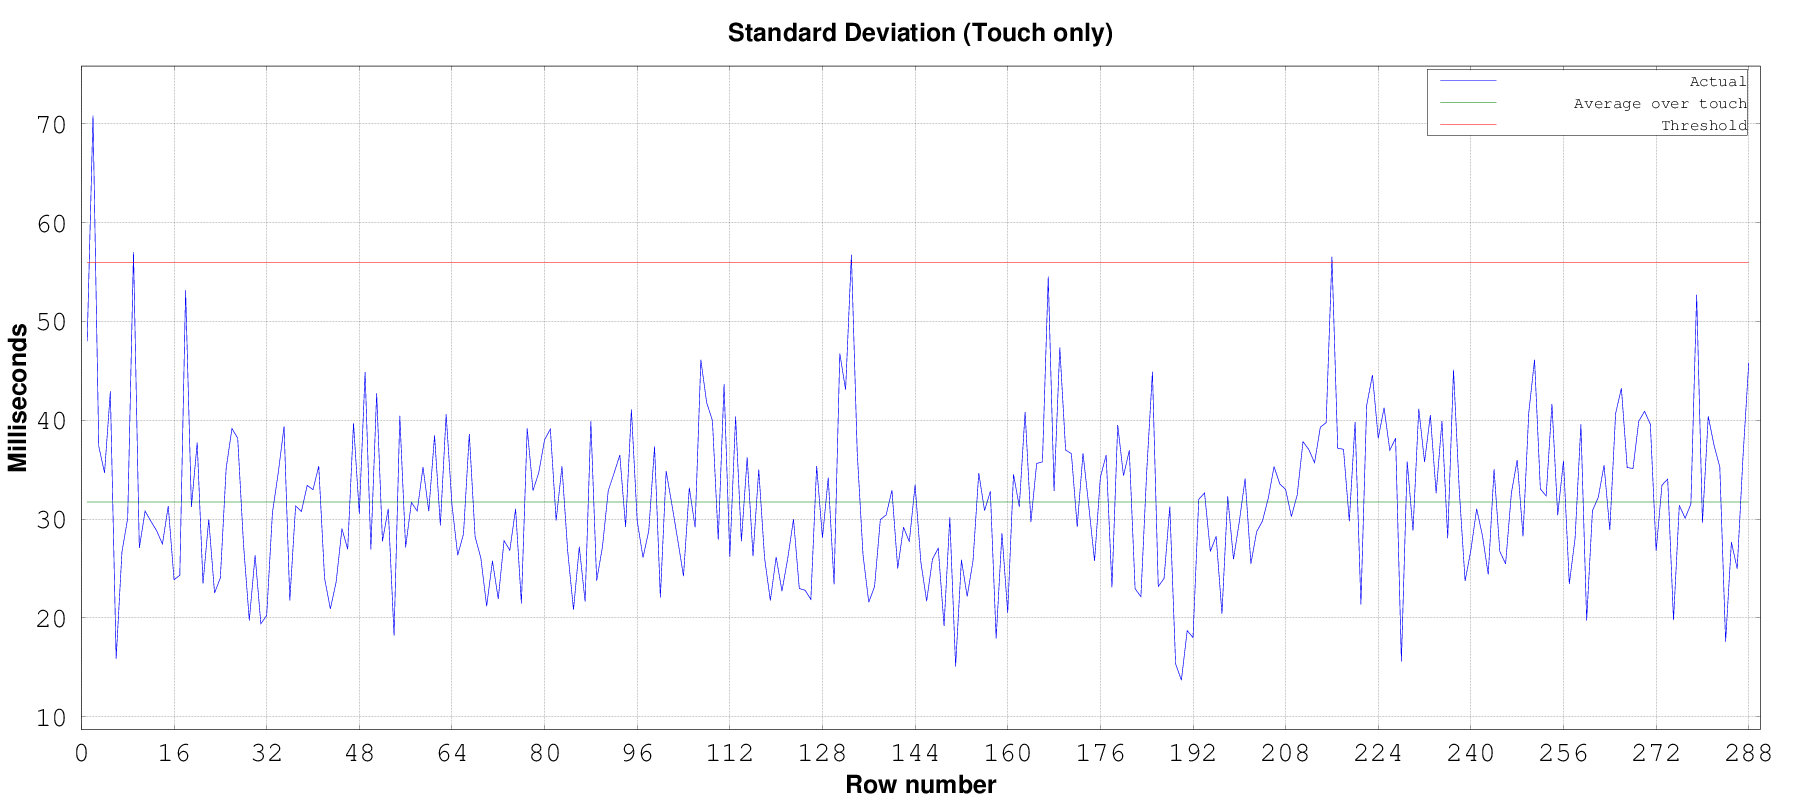 Standard Deviation (Touch only)
Actual
Average over touch
Threshold
70
60
50
40
30
20
10
Milliseconds
0 16 32 48 64 80 96 112 128 144 160 176 192 208 224 240 256 272 288
Row number